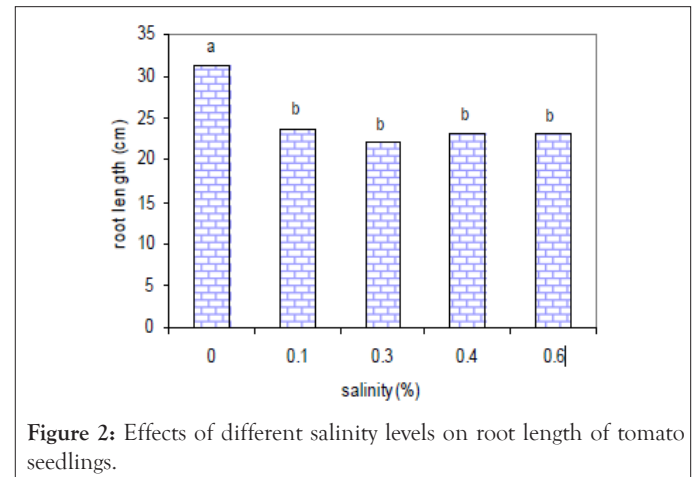 35
30
25
20
15
10
5
0
root length (cm)
a
b
b
b
b
0 0.1 0.3 0.4 0.6
salinity(%)
Figure 2: Effects of different salinity levels on root length of tomato
seedlings.